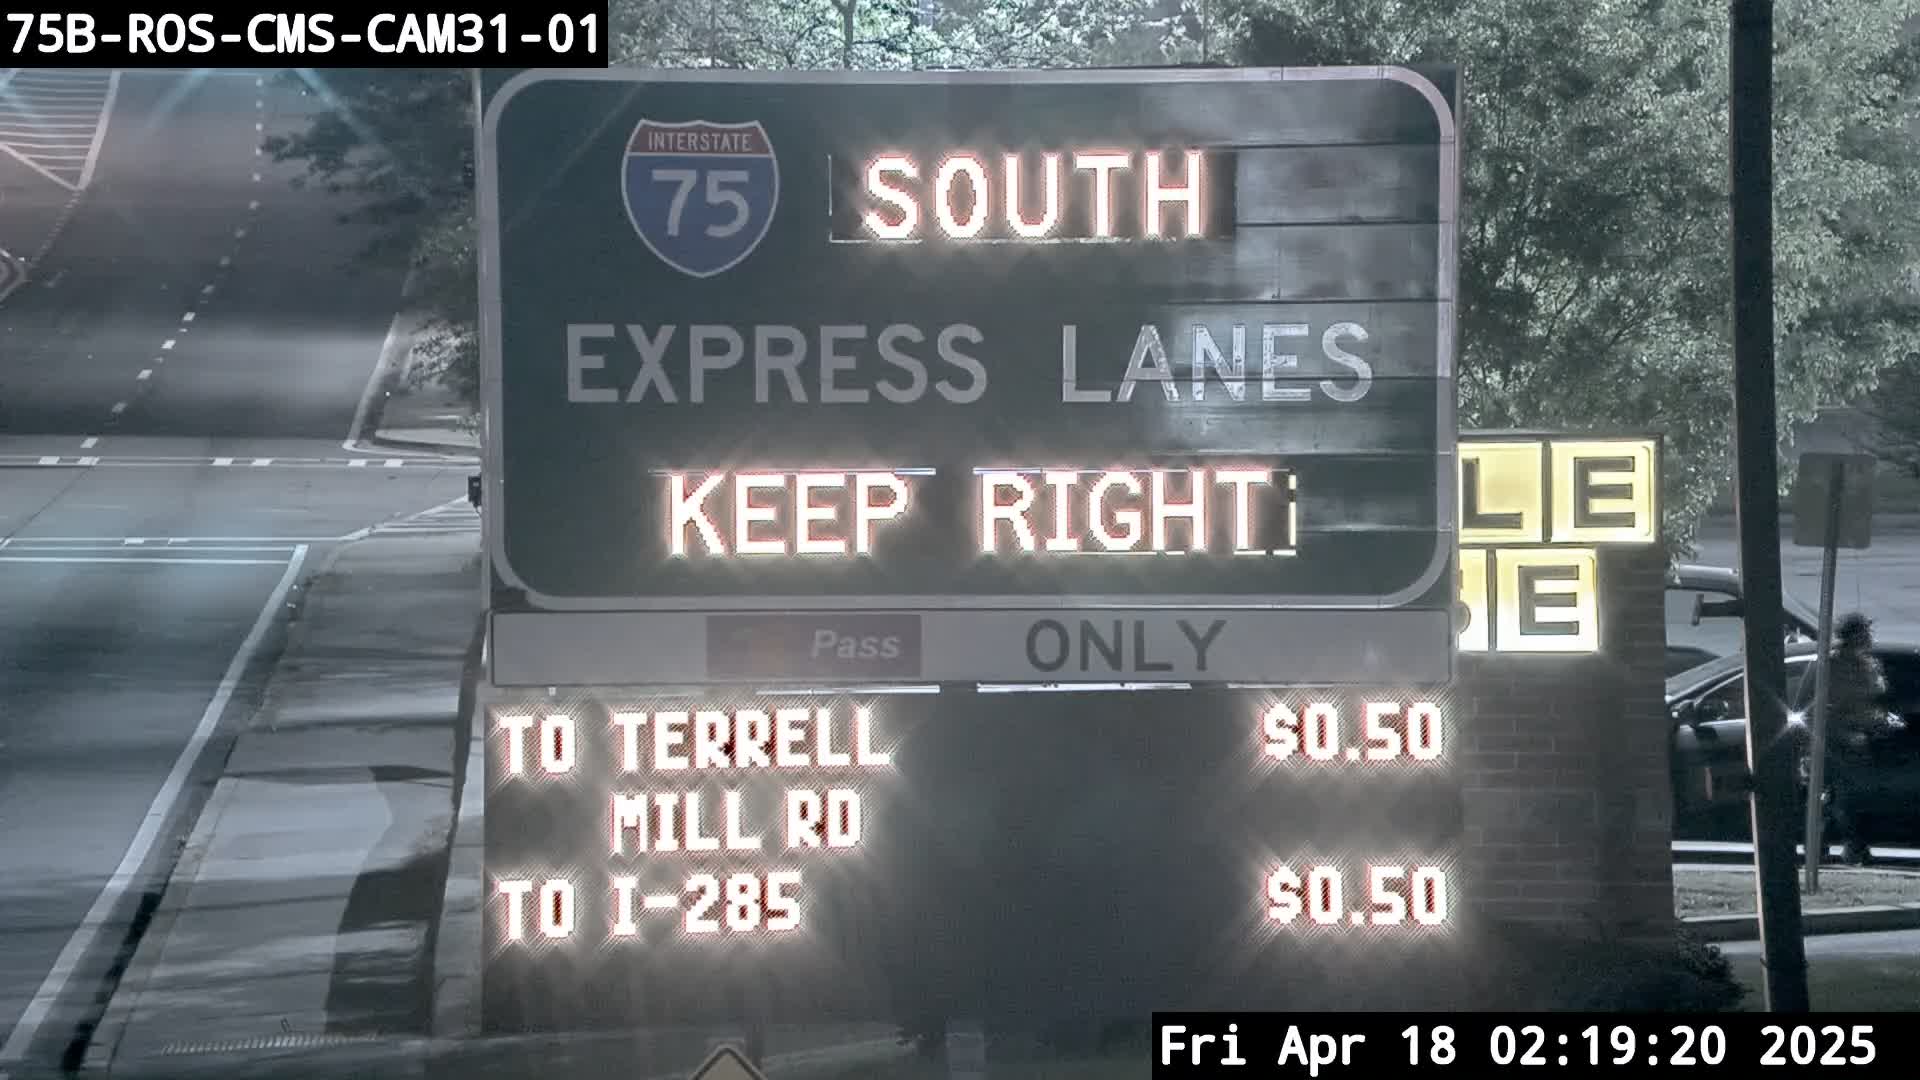 75B-ROS-CMS-CAM31-01
INTERSTATE
75
SOUTH
EXPRESS LANES
KEEP RIGHT
Pass ONLY
LE
E
TO TERRELL $0.50
MILL RD
TO I-285 $0.50
Fri Apr 18 02:19:20 2025